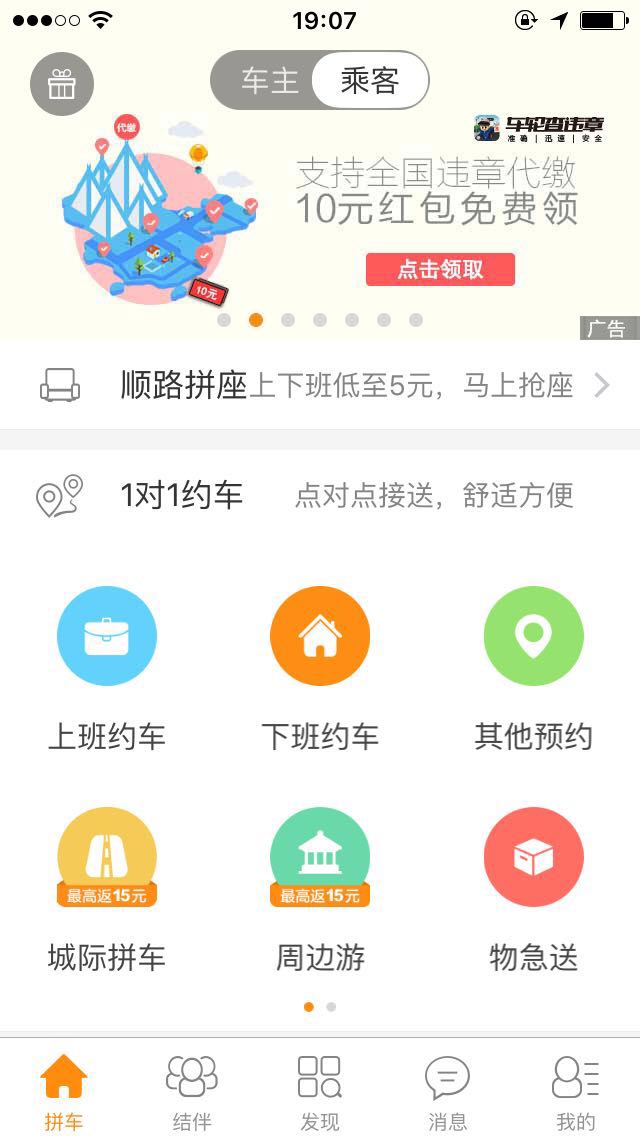 19:07
车主 乘客
代缴
车轮查违章
准确 | 迅速 | 安全
支持全国违章代缴
10元红包免费领
点击领取
10元
广告
顺路拼座 上下班低至5元，马上抢座
1对1约车 点对点接送，舒适方便
上班约车 下班约车 其他预约
最高返15元 最高返15元
城际拼车 周边游 物急送
拼车 结伴 发现 消息 我的